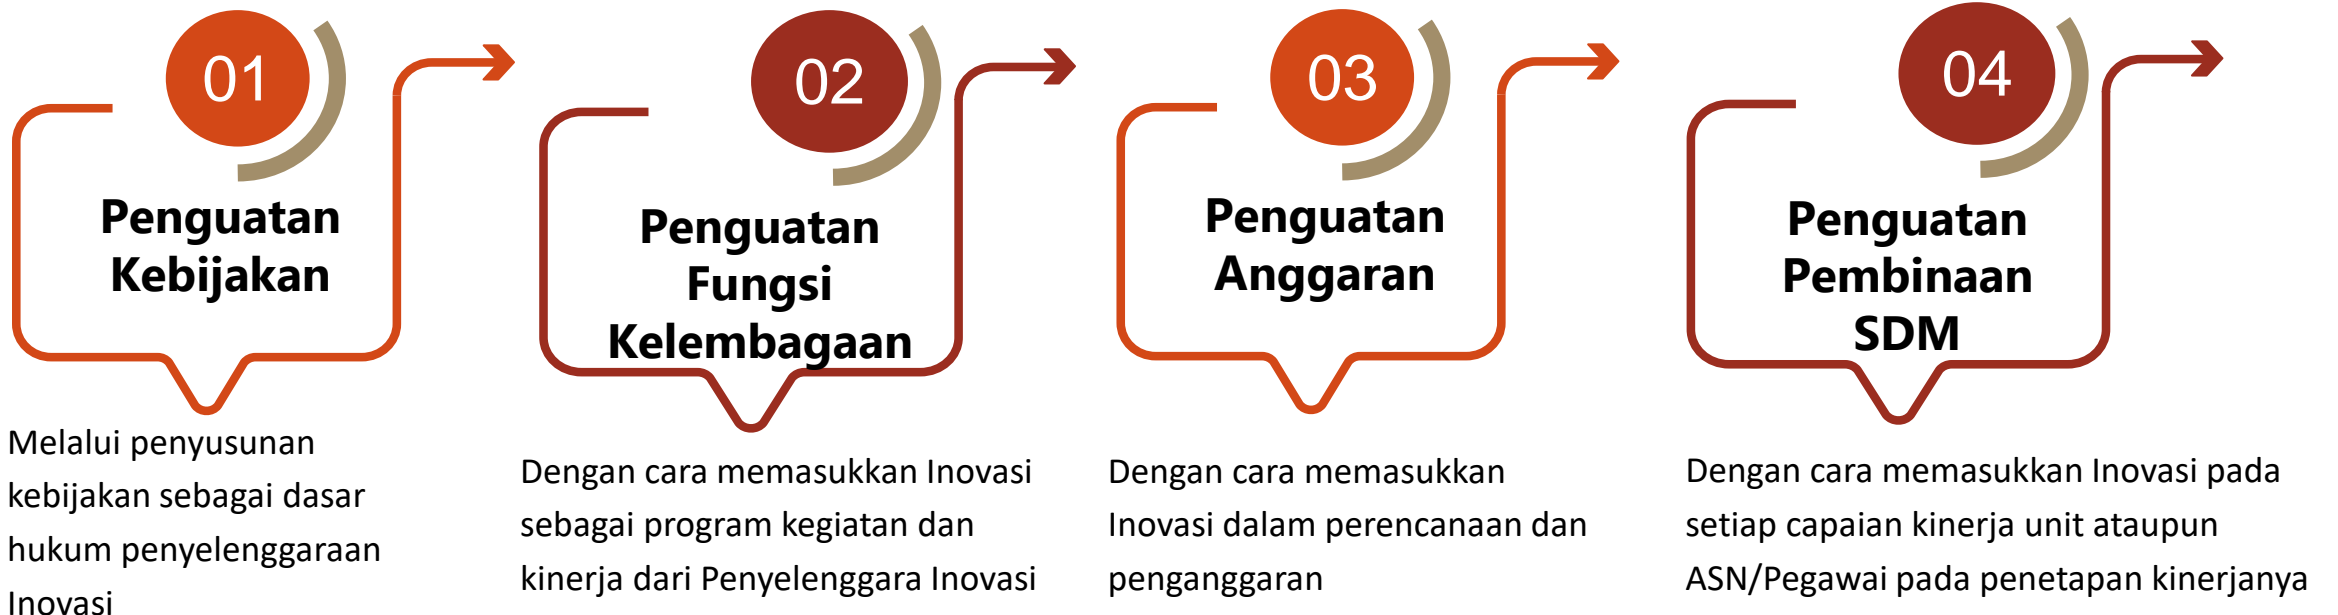 01
Penguatan
Kebijakan
Melalui penyusunan
kebijakan sebagai dasar
hukum penyelenggaraan
Inovasi
02
Penguatan
Fungsi
Kelembagaan
Dengan cara memasukkan Inovasi
sebagai program kegiatan dan
kinerja dari Penyelenggara Inovasi
03
Penguatan
Anggaran
Dengan cara memasukkan
Inovasi dalam perencanaan dan
penganggaran
04
Penguatan
Pembinaan
SDM
Dengan cara memasukkan Inovasi pada
setiap capaian kinerja unit ataupun
ASN/Pegawai pada penetapan kinerjanya